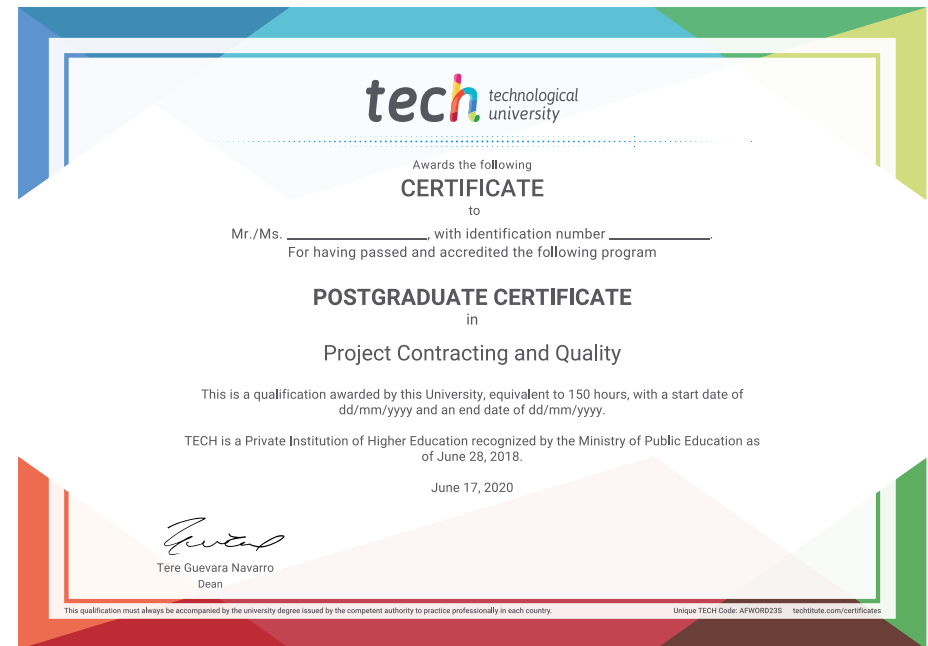 tech technological
university
Awards the following
CERTIFICATE
to
Mr./Ms. ____________________, with identification number ______________.
For having passed and accredited the following program
POSTGRADUATE CERTIFICATE
in
Project Contracting and Quality
This is a qualification awarded by this University, equivalent to 150 hours, with a start date of
dd/mm/yyyy and an end date of dd/mm/yyyy.
TECH is a Private Institution of Higher Education recognized by the Ministry of Public Education as
of June 28, 2018.
June 17, 2020
Tere Guevara Navarro
Dean
This qualification must always be accompanied by the university degree issued by the competent authority to practice professionally in each country.
Unique TECH Code: AFWORD23S techtitute.com/certificates